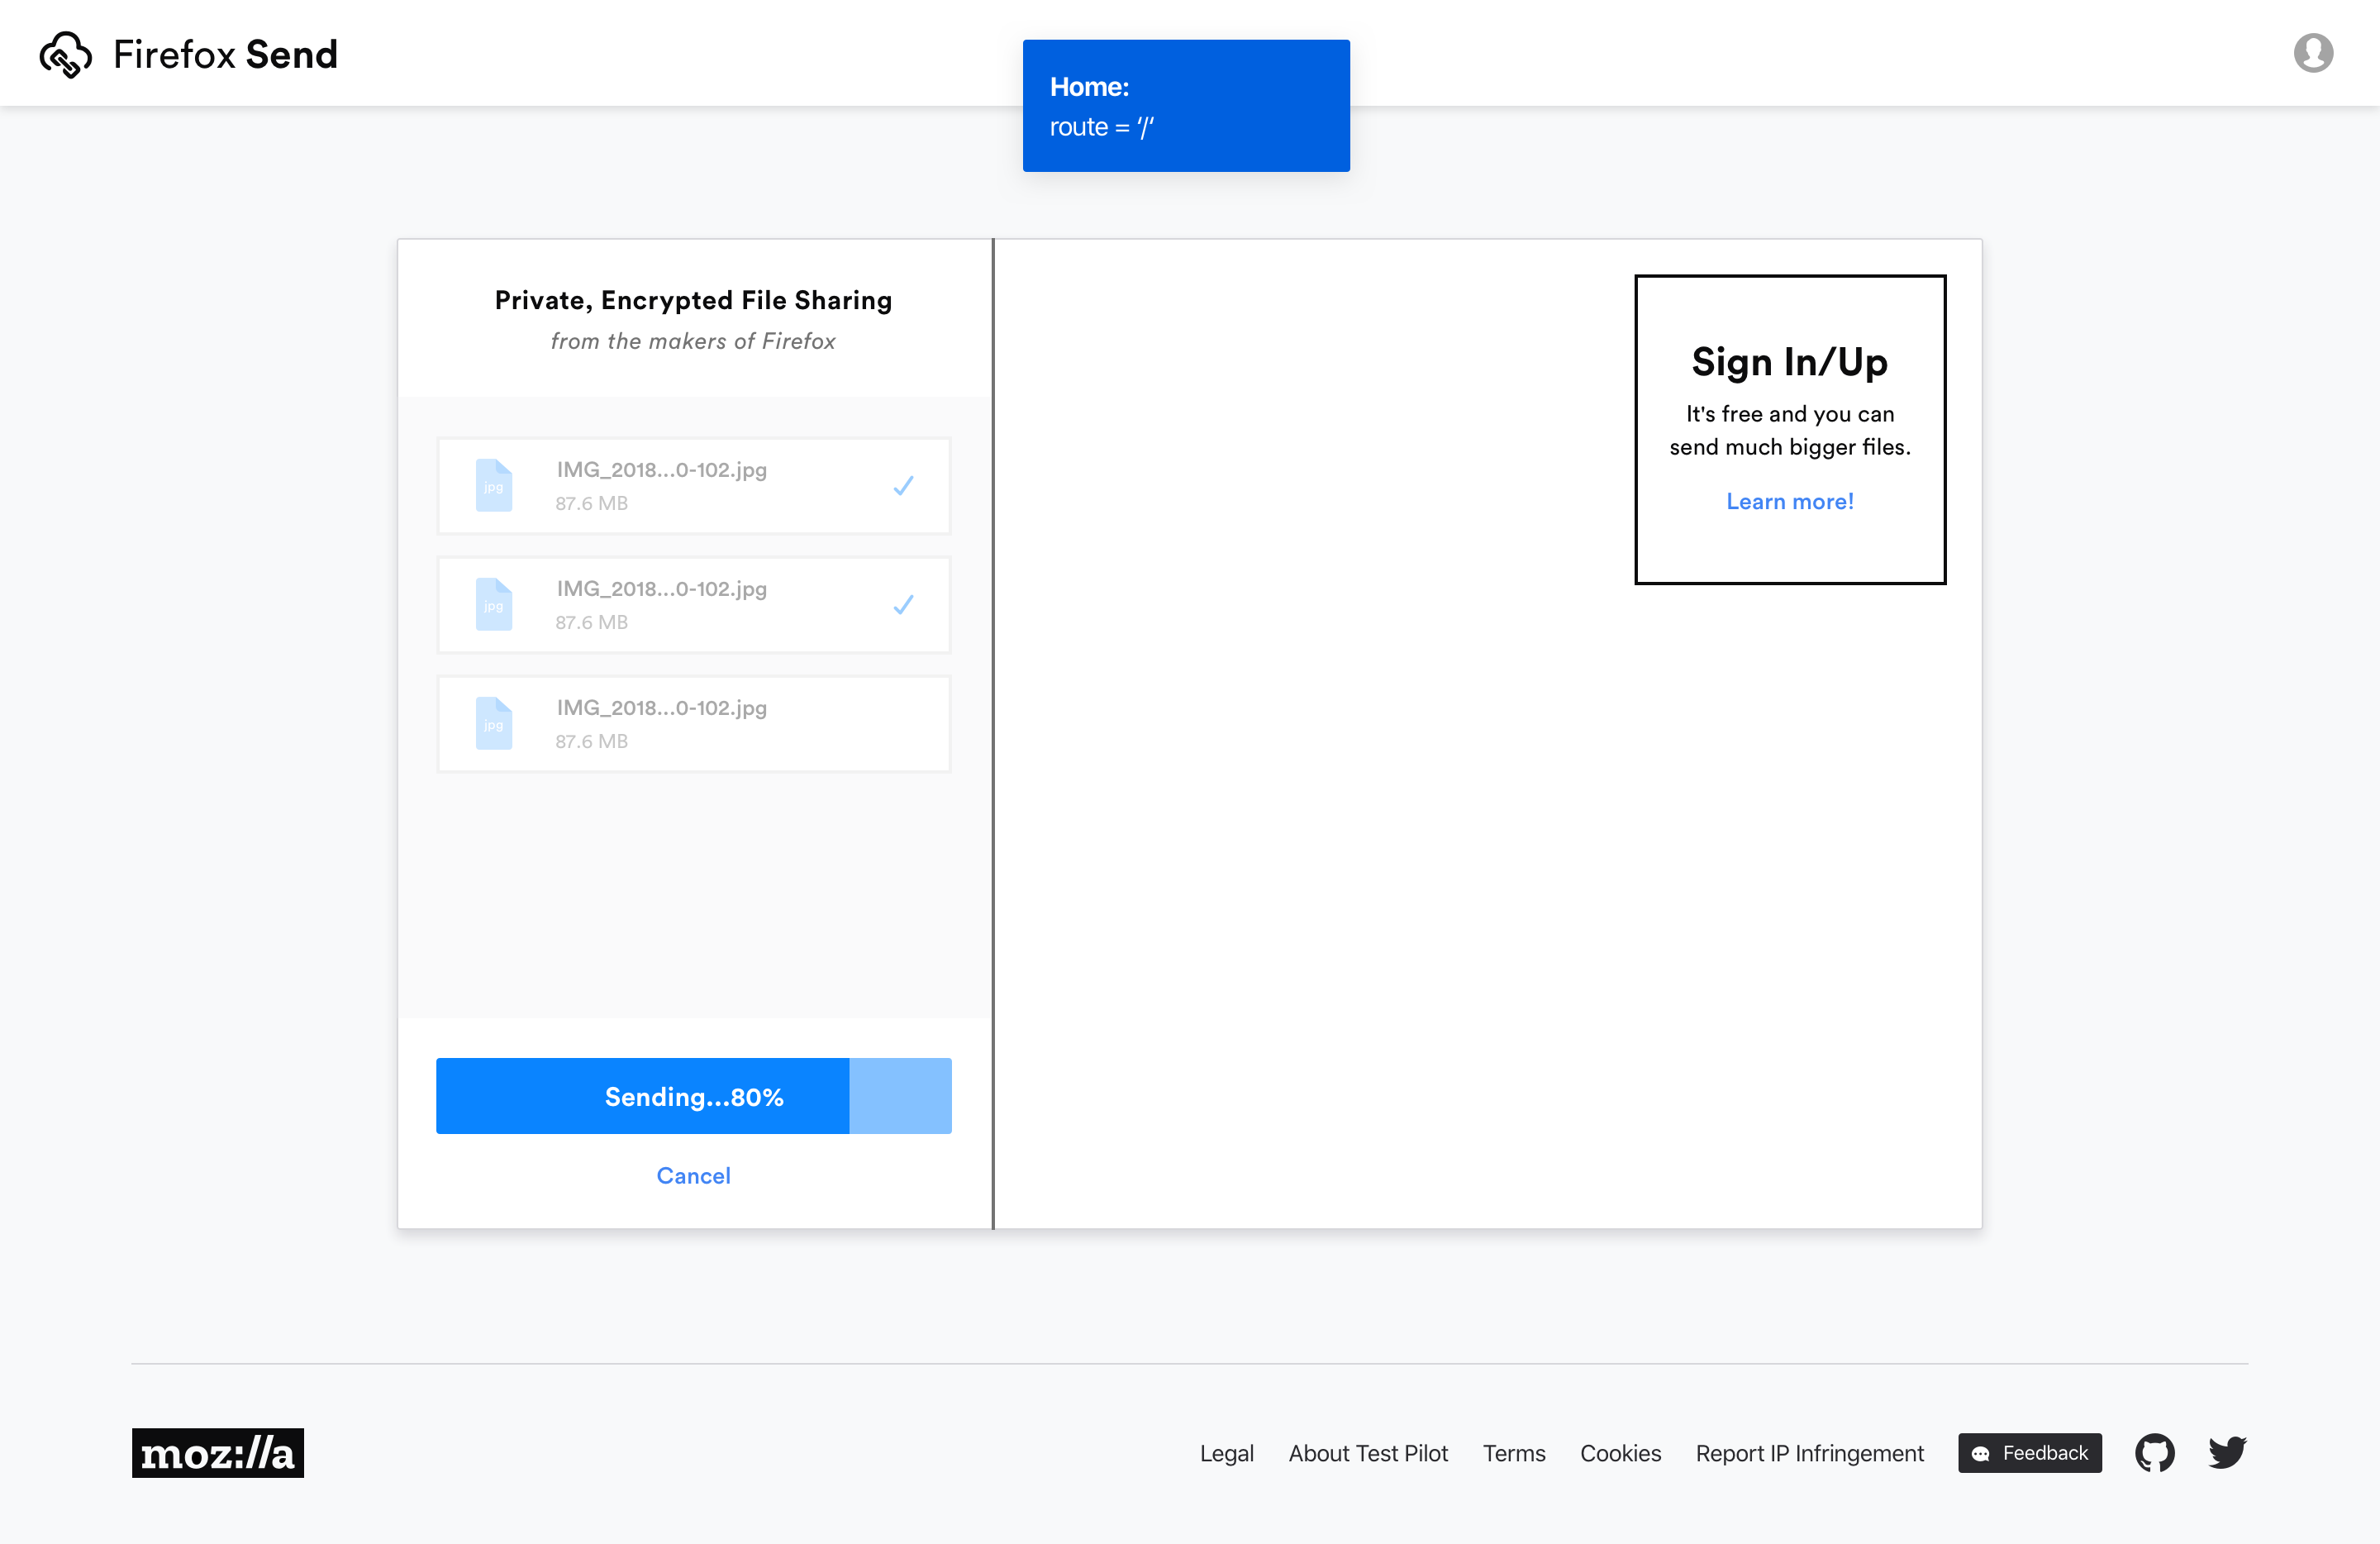 Firefox Send
Home:
route = ‘/‘
Private, Encrypted File Sharing
from the makers of Firefox
jpg
IMG_2018...0-102.jpg
87.6 MB
jpg
IMG_2018...0-102.jpg
87.6 MB
jpg
IMG_2018...0-102.jpg
87.6 MB
Sending...80%
Cancel
Sign In/Up
It's free and you can
send much bigger files.
Learn more!
moz://a
Legal
About Test Pilot
Terms
Cookies
Report IP Infringement
Feedback